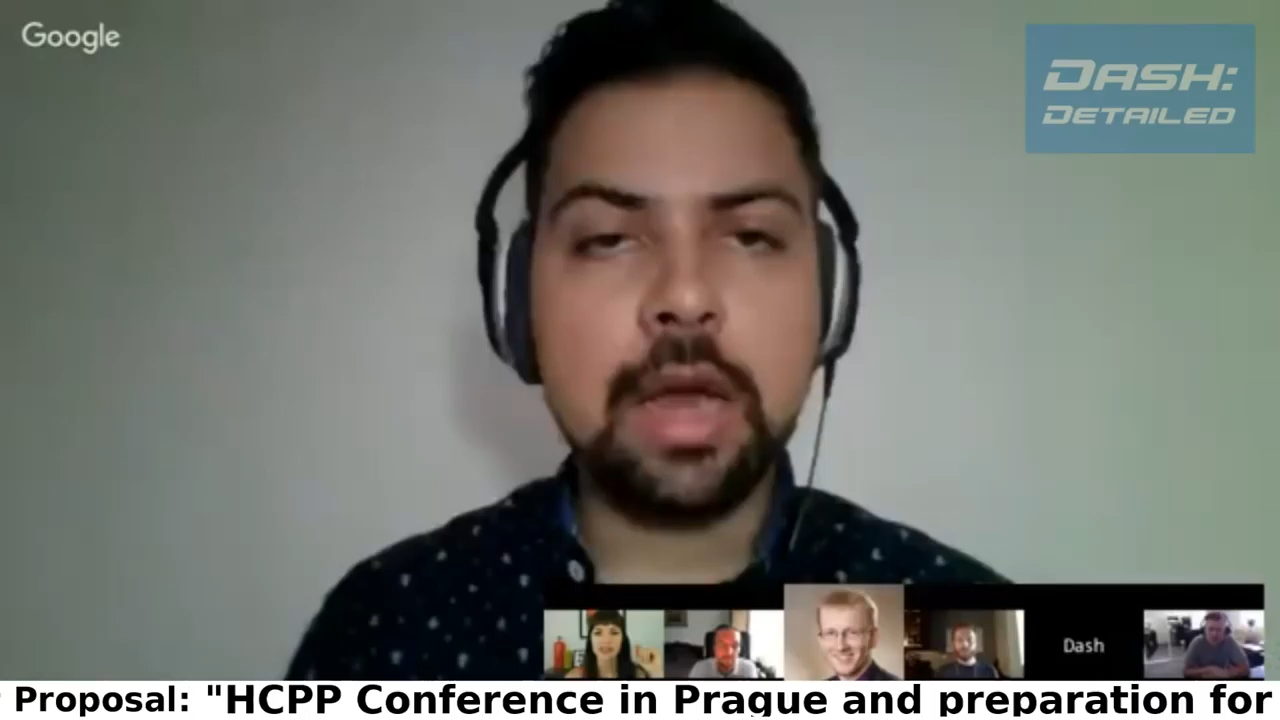 Google
DASH:
DETAILED
Dash
Proposal: "HCPP Conference in Prague and preparation for